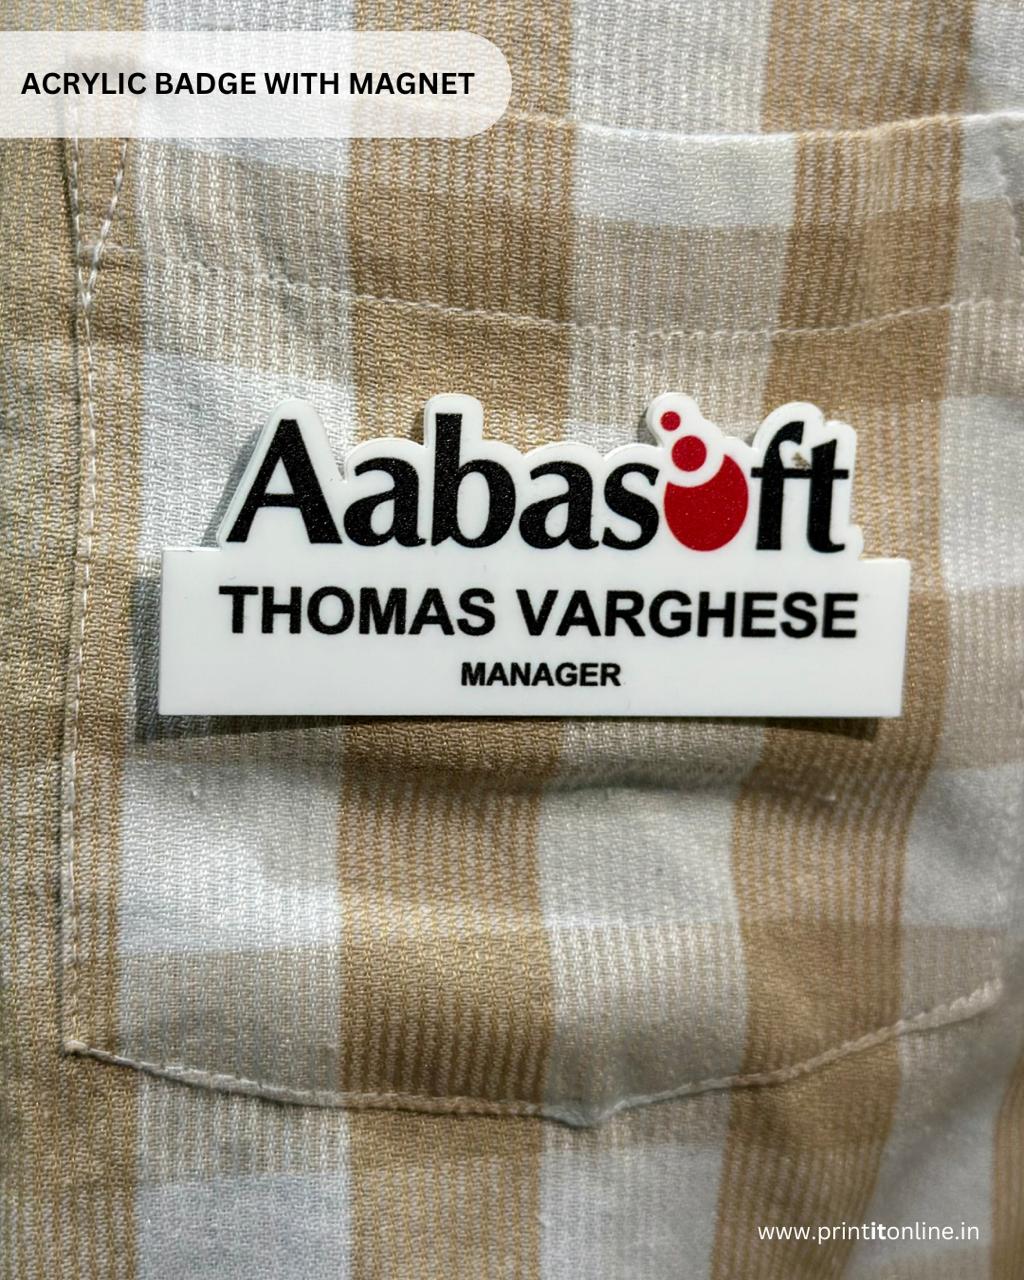 ACRYLIC BADGE WITH MAGNET
Aabasoft
THOMAS VARGHESE
MANAGER
www.printitonline.in